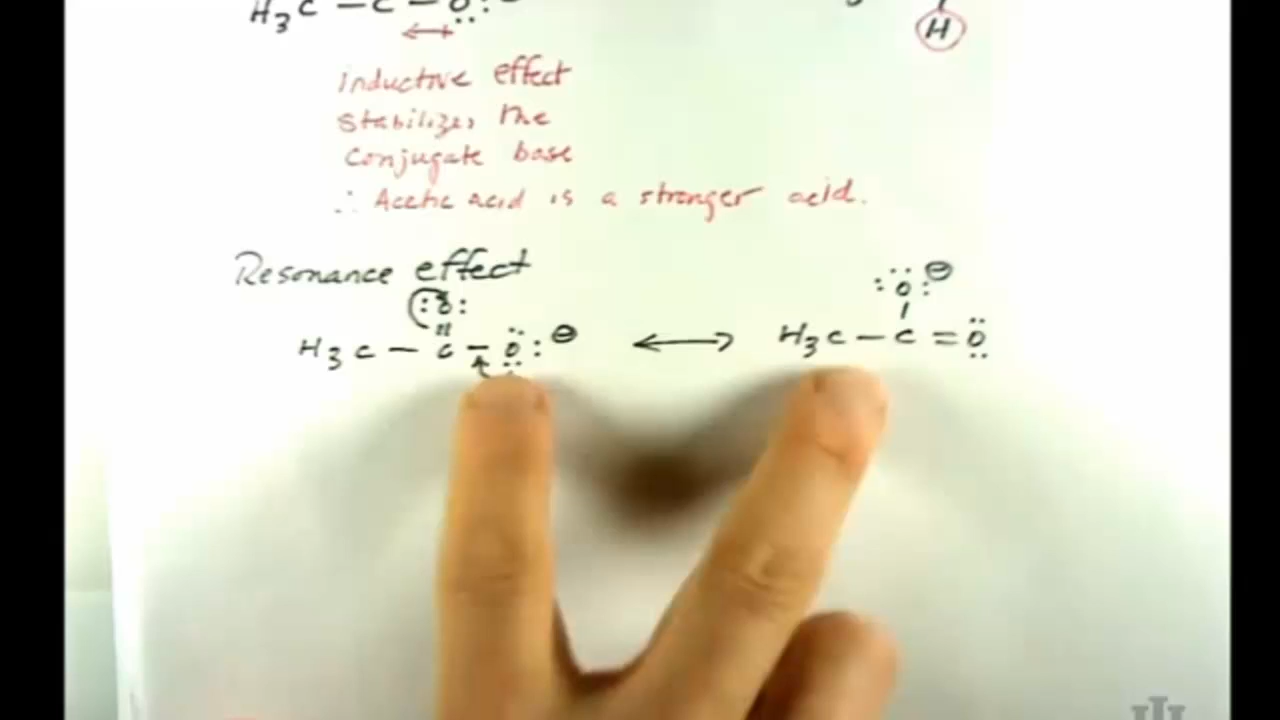 H3C — C — O: ⊖
H
Inductive effect
stabilizes the
conjugate base
∴ Acetic acid is a stronger acid.
Resonance effect
:O: :O: ⊖
H3C — C — O: ⊖ ⟷ H3C — C = O